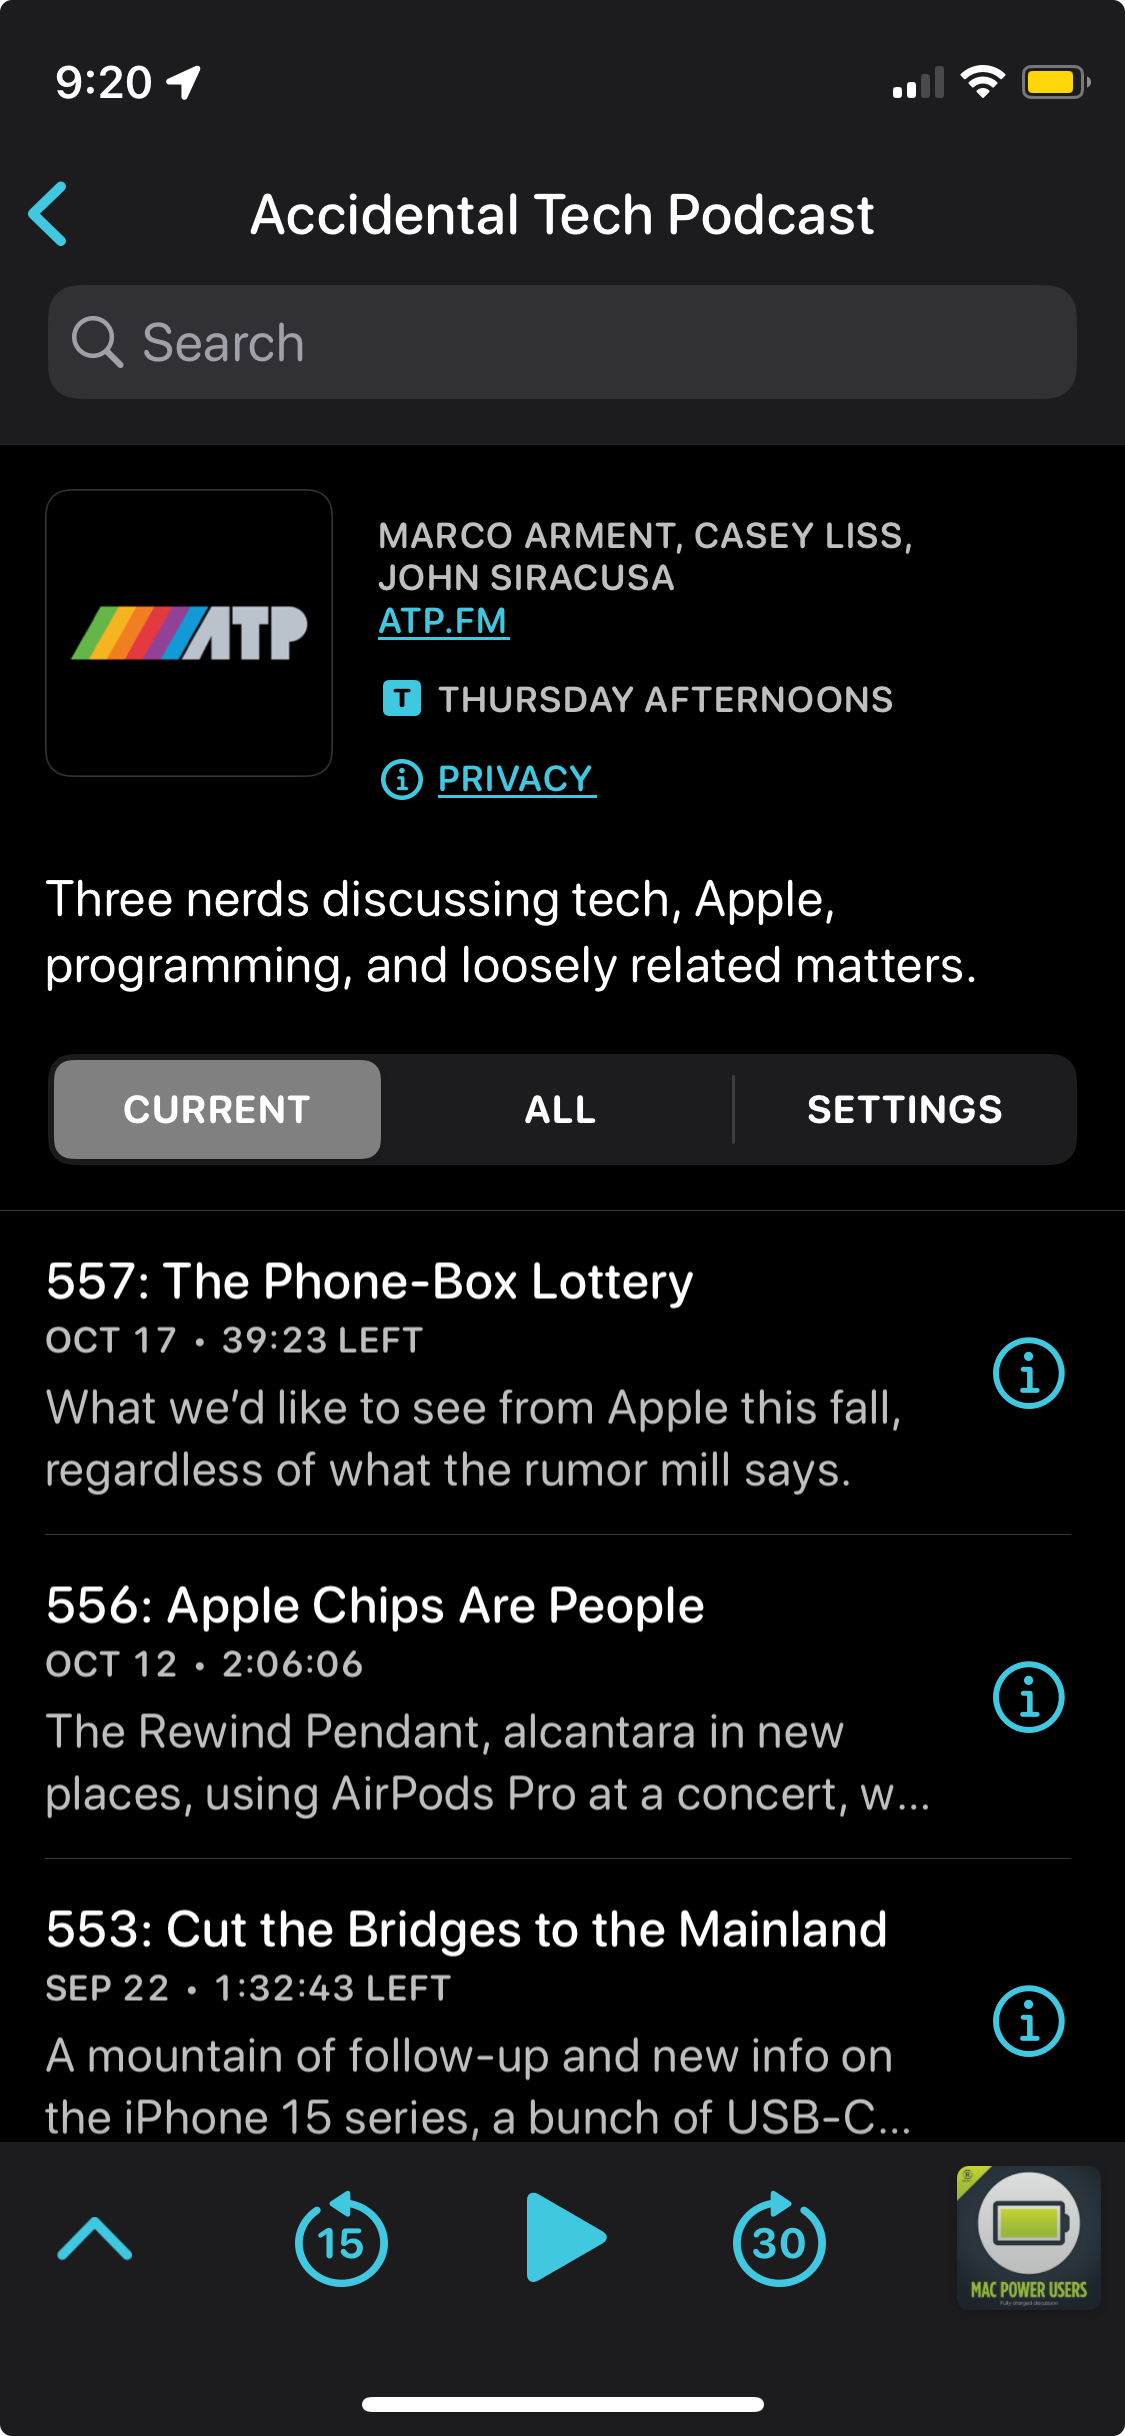 9:20
Accidental Tech Podcast
Search
ATP
MARCO ARMENT, CASEY LISS,
JOHN SIRACUSA
ATP.FM
T THURSDAY AFTERNOONS
PRIVACY
Three nerds discussing tech, Apple,
programming, and loosely related matters.
CURRENT ALL SETTINGS
557: The Phone-Box Lottery
OCT 17 • 39:23 LEFT
What we’d like to see from Apple this fall,
regardless of what the rumor mill says.
556: Apple Chips Are People
OCT 12 • 2:06:06
The Rewind Pendant, alcantara in new
places, using AirPods Pro at a concert, w…
553: Cut the Bridges to the Mainland
SEP 22 • 1:32:43 LEFT
A mountain of follow-up and new info on
the iPhone 15 series, a bunch of USB-C…
15 30
MAC POWER USERS
Fully charged discussion